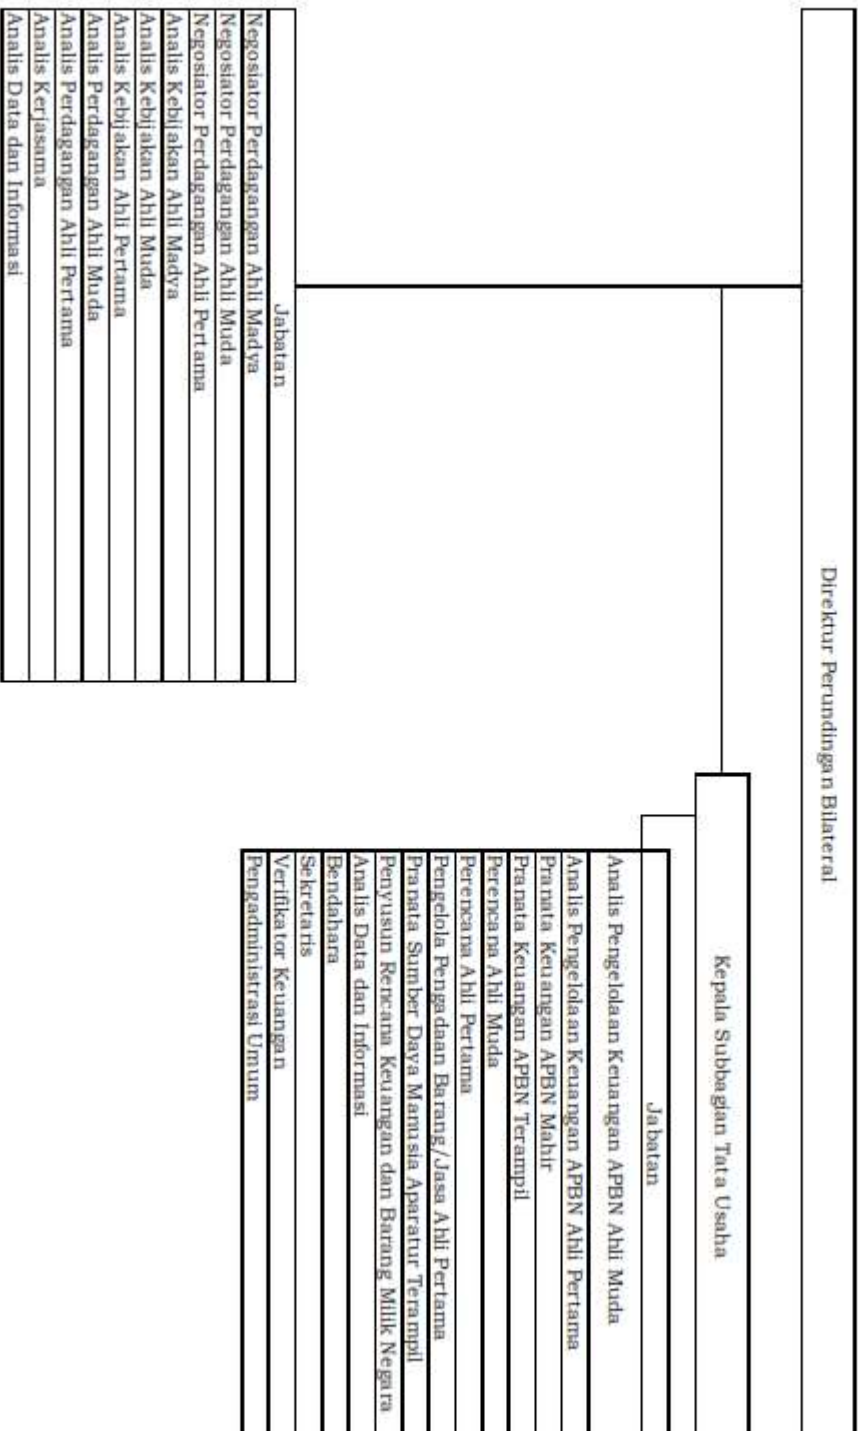 Direktur Perundingan Bilateral
Kepala Subbagian Tata Usaha
Jabatan
Analis Pengelolaan Keuangan APBN Ahli Muda
Analis Pengelolaan Keuangan APBN Ahli Pertama
Pranata Keuangan APBN Mahir
Pranata Keuangan APBN Terampil
Perencana Ahli Muda
Perencana Ahli Pertama
Pengelola Pengadaan Barang/Jasa Ahli Pertama
Pranata Sumber Daya Manusia Aparatur Terampil
Penyusun Rencana Keuangan dan Barang Milik Negara
Analis Data dan Informasi
Bendahara
Sekretaris
Verifikator Keuangan
Pengadministrasi Umum
Jabatan
Negosiator Perdagangan Ahli Madya
Negosiator Perdagangan Ahli Muda
Negosiator Perdagangan Ahli Pertama
Analis Kebijakan Ahli Madya
Analis Kebijakan Ahli Muda
Analis Kebijakan Ahli Pertama
Analis Perdagangan Ahli Muda
Analis Perdagangan Ahli Pertama
Analis Kerjasama
Analis Data dan Informasi